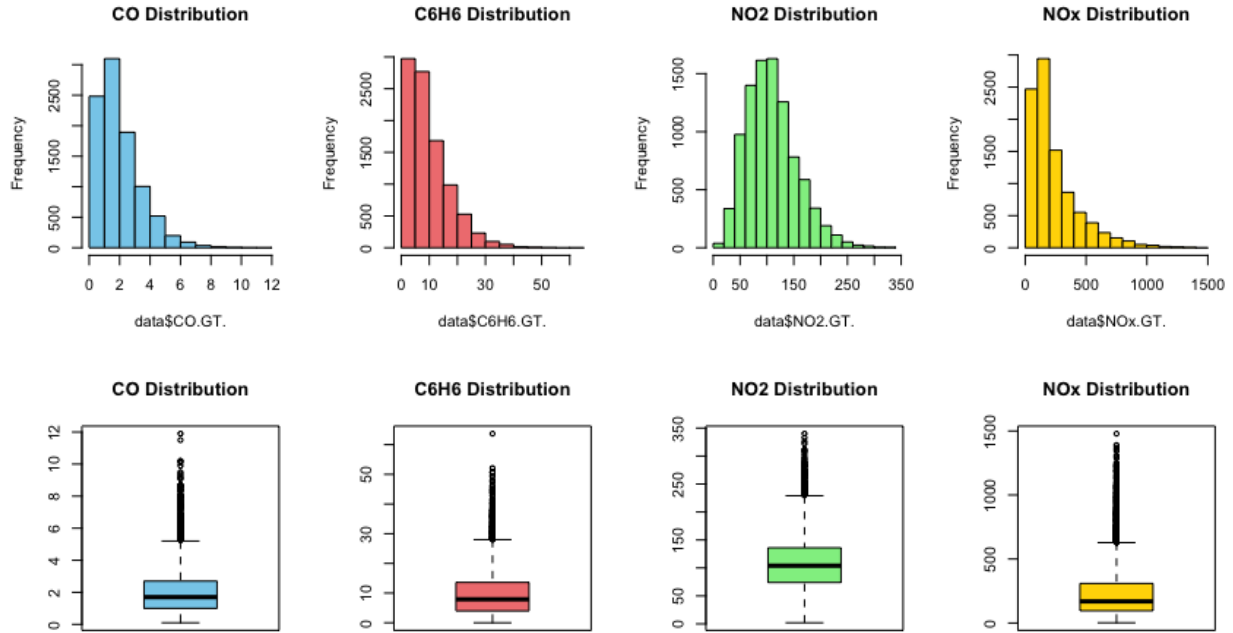 CO Distribution
C6H6 Distribution
NO2 Distribution
NOx Distribution
Frequency
500
1500
2500
0
0 2 4 6 8 10 12
data$CO.GT.
Frequency
0
500
1500
2500
0 10 30 50
data$C6H6.GT.
Frequency
0
500
1000
1500
0 50 150 250 350
data$NO2.GT.
Frequency
0
500
1500
2500
0 500 1000 1500
data$NOx.GT.
CO Distribution
C6H6 Distribution
NO2 Distribution
NOx Distribution
12
10
8
6
4
2
0
50
30
10
0
350
250
150
50
0
1500
1000
500
0